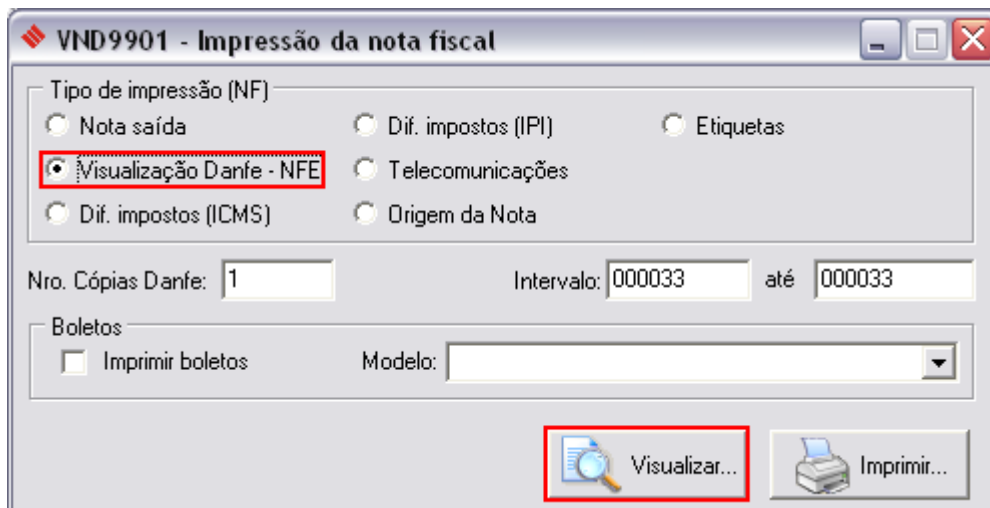 VND9901 - Impressão da nota fiscal
Tipo de impressão (NF)
Nota saída Dif. impostos (IPI) Etiquetas
Visualização Danfe - NFE Telecomunicações
Dif. impostos (ICMS) Origem da Nota
Nro. Cópias Danfe: 1 Intervalo: 000033 até 000033
Boletos
Imprimir boletos Modelo:
Visualizar... Imprimir...